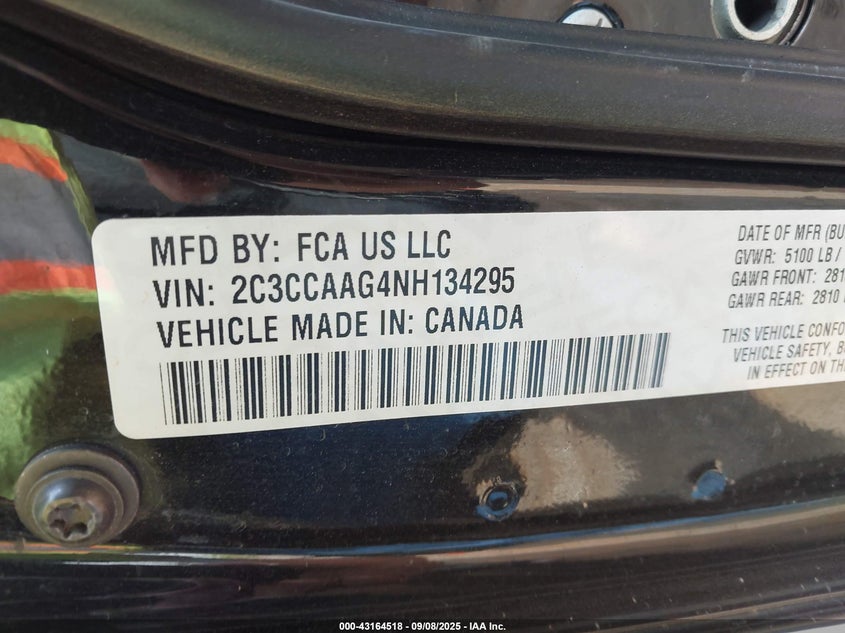 MFD BY: FCA US LLC
VIN: 2C3CCAAG4NH134295
VEHICLE MADE IN: CANADA
DATE OF MFR (BU
GVWR: 5100 LB /
GAWR FRONT: 281
GAWR REAR: 2810
THIS VEHICLE CONFO
VEHICLE SAFETY, B
IN EFFECT ON TH
000-43164518 - 09/08/2025 - IAA Inc.